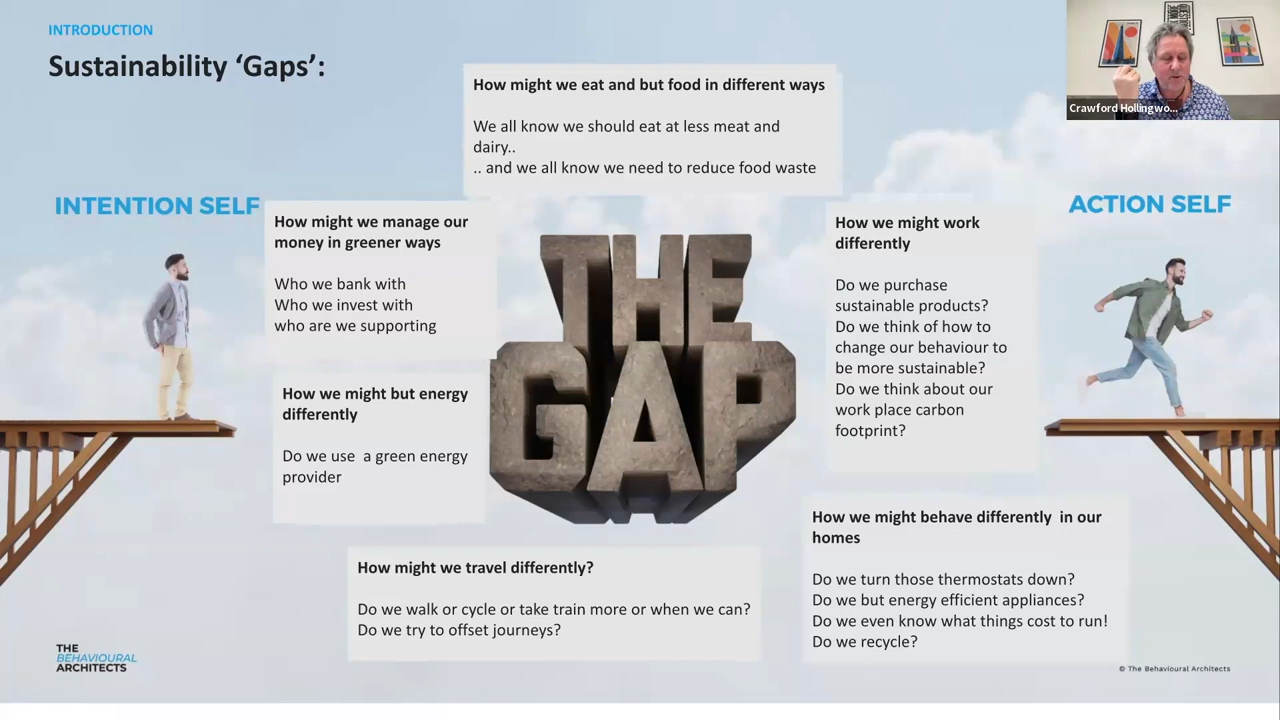 INTRODUCTION
Sustainability ‘Gaps’:
How might we eat and but food in different ways
We all know we should eat at less meat and
dairy..
.. and we all know we need to reduce food waste
Crawford Hollingwo...
INTENTION SELF
ACTION SELF
How might we manage our
money in greener ways
Who we bank with
Who we invest with
who are we supporting
THE
GAP
How we might work
differently
Do we purchase
sustainable products?
Do we think of how to
change our behaviour to
be more sustainable?
Do we think about our
work place carbon
footprint?
How we might but energy
differently
Do we use a green energy
provider
How might we travel differently?
Do we walk or cycle or take train more or when we can?
Do we try to offset journeys?
How we might behave differently in our
homes
Do we turn those thermostats down?
Do we but energy efficient appliances?
Do we even know what things cost to run!
Do we recycle?
THE
BEHAVIOURAL
ARCHITECTS
© The Behavioural Architects